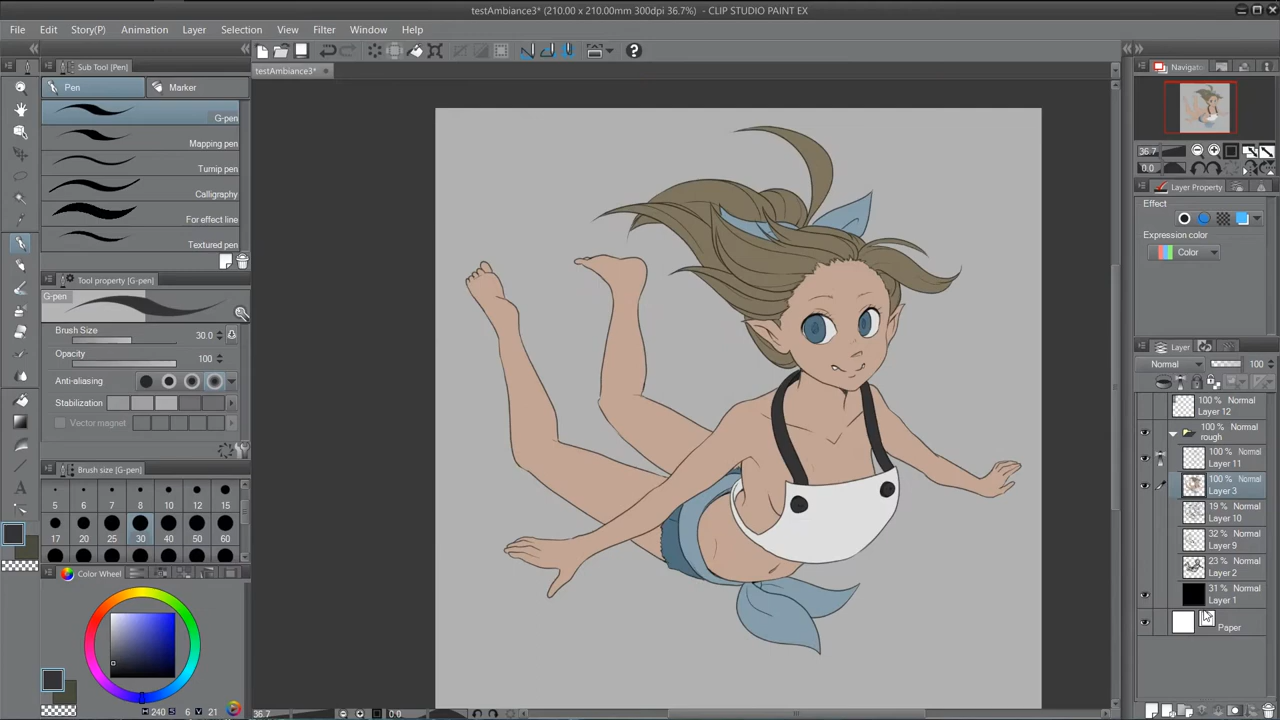 testAmbiance3* (210.00 x 210.00mm 300dpi 36.7%) - CLIP STUDIO PAINT EX
File Edit Story(P) Animation Layer Selection View Filter Window Help
Sub Tool [Pen]
testAmbiance3*
Pen Marker
G-pen
Mapping pen
Turnip pen
Calligraphy
For effect line
Textured pen
Tool property [G-pen]
G-pen
Brush Size 30.0
Opacity 100
Anti-aliasing
Stabilization
Vector magnet
Brush size [G-pen]
5 7 8 10 12 15
17 20 25 30 40 50 60
Color Wheel
H 240 S 6 V 21
36.7 0.0
Navigator
36.7
0.0
Layer Property
Effect
Expression color
Color
Layer
Normal 100
100 % Normal
Layer 12
100 % Normal
rough
100 % Normal
Layer 11
100 % Normal
Layer 3
19 % Normal
Layer 10
32 % Normal
Layer 9
23 % Normal
Layer 2
31 % Normal
Layer 1
Paper